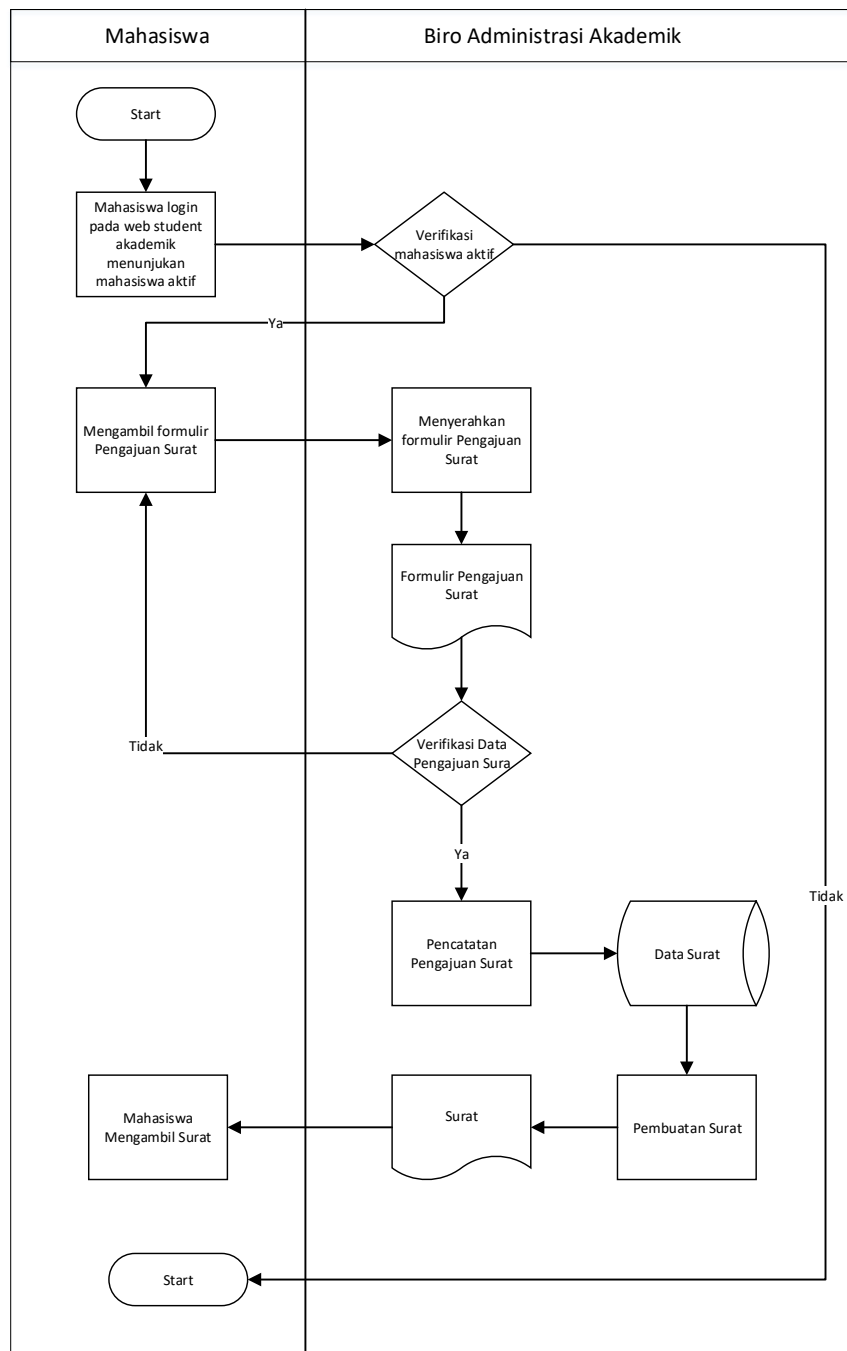 Mahasiswa
Biro Administrasi Akademik
Start
Mahasiswa login
pada web student
akademik
menunjukan
mahasiswa aktif
Verifikasi
mahasiswa aktif
Ya
Mengambil formulir
Pengajuan Surat
Menyerahkan
formulir Pengajuan
Surat
Formulir Pengajuan
Surat
Verifikasi Data
Pengajuan Sura
Tidak
Ya
Tidak
Pencatatan
Pengajuan Surat
Data Surat
Mahasiswa
Mengambil Surat
Surat
Pembuatan Surat
Start